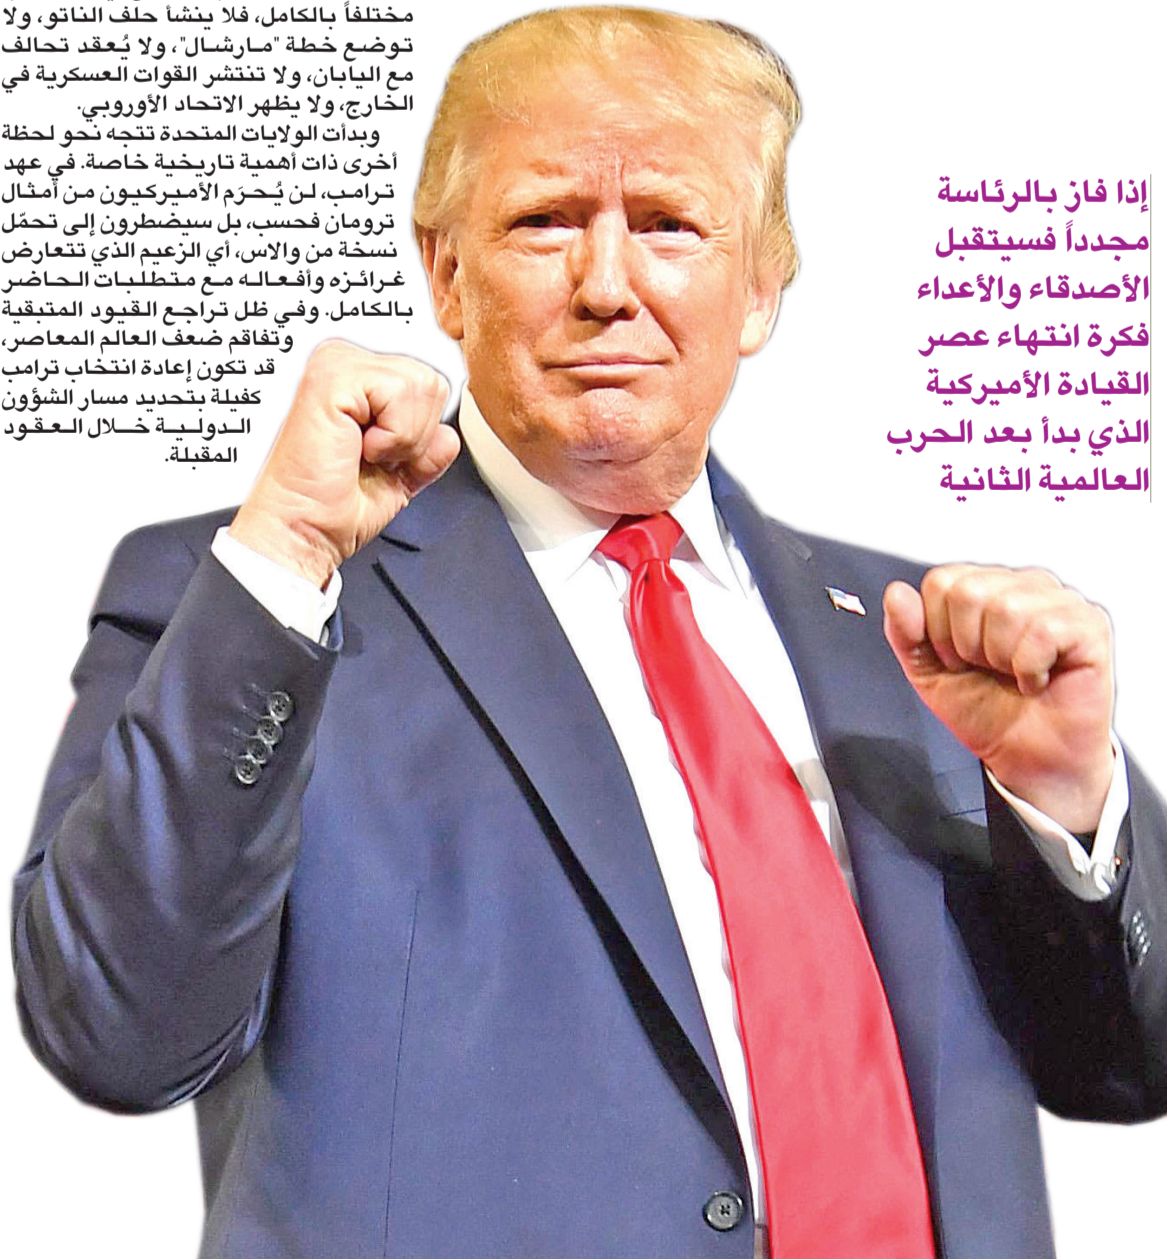 مختلفاً بالكامل، فلا ينشأ حلف الناتو، ولا
توضع خطة "مارشال"، ولا يُعقد تحالف
مع اليابان، ولا تنتشر القوات العسكرية في
الخارج، ولا يظهر الاتحاد الأوروبي.
وبدأت الولايات المتحدة تتجه نحو لحظة
أخرى ذات أهمية تاريخية خاصة. في عهد
ترامب، لن يُحرَم الأميركيون من أمثال
ترومان فحسب، بل سيضطرون إلى تحمّل
نسخة من والاس، أي الزعيم الذي تتعارض
غرائزه وأفعاله مع متطلبات الحاضر
بالكامل. وفي ظل تراجع القيود المتبقية
وتفاقم ضعف العالم المعاصر،
قد تكون إعادة انتخاب ترامب
كفيلة بتحديد مسار الشؤون
الدولية خلال العقود
المقبلة.
إذا فاز بالرئاسة
مجدداً فسيتقبل
الأصدقاء والأعداء
فكرة انتهاء عصر
القيادة الأميركية
الذي بدأ بعد الحرب
العالمية الثانية